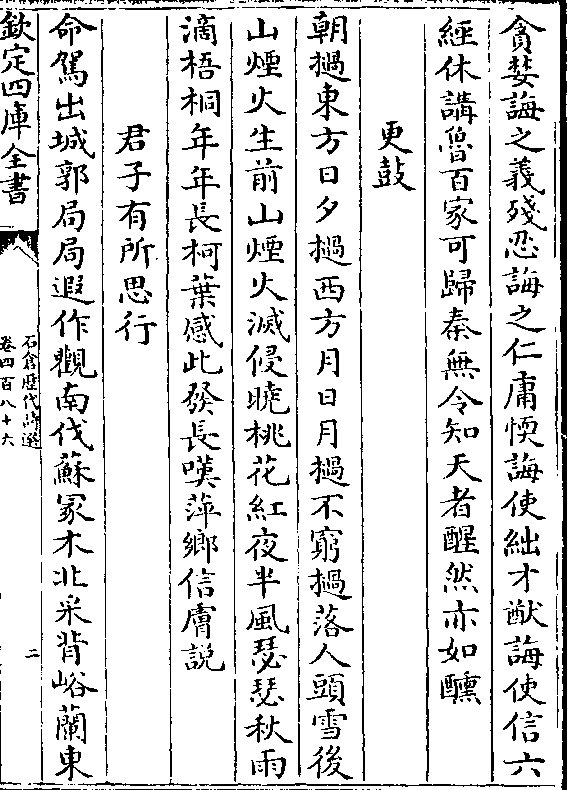 貪婪誨之義殘忍誨之仁庸愞誨使紲才猷誨使信六
經休講魯百家可歸秦無令知天者醒然亦如醺
更鼓
朝撾東方日夕撾西方月日月撾不窮撾落人頭雪後
山煙火生前山煙火滅侵曉桃花紅夜半風瑟瑟秋雨
滴梧桐年年長柯葉感此發長嘆萍鄉信膚説
君子有所思行
命駕出城郭局局遐作觀南伐蘇冢木北采背峪蘭東
欽定四庫全書
石倉歷代詩選
卷四百八十六
二